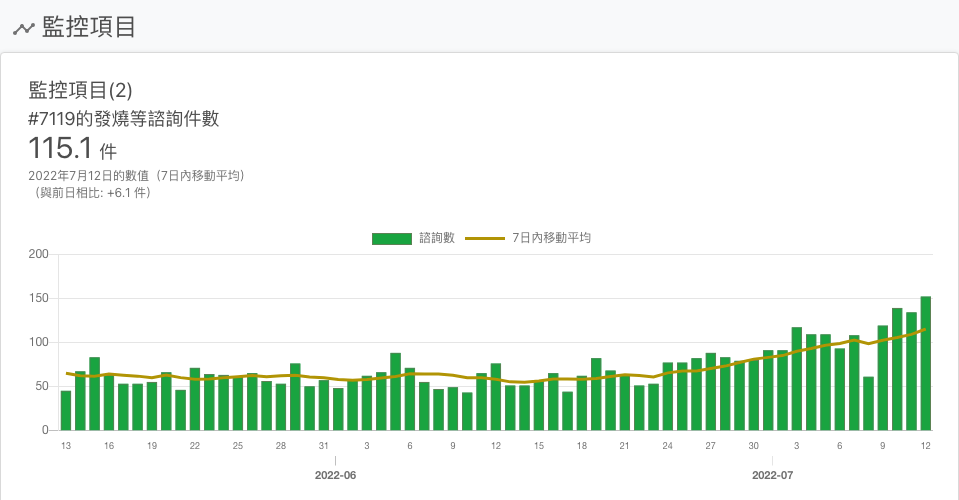 監控項目
監控項目(2)
#7119的發燒等諮詢件數
115.1 件
2022年7月12日的數值（7日內移動平均）
（與前日相比: +6.1 件）
諮詢數 7日內移動平均
200
150
100
50
0
13 16 19 22 25 28 31 3 6 9 12 15 18 21 24 27 30 3 6 9 12
2022-06 2022-07